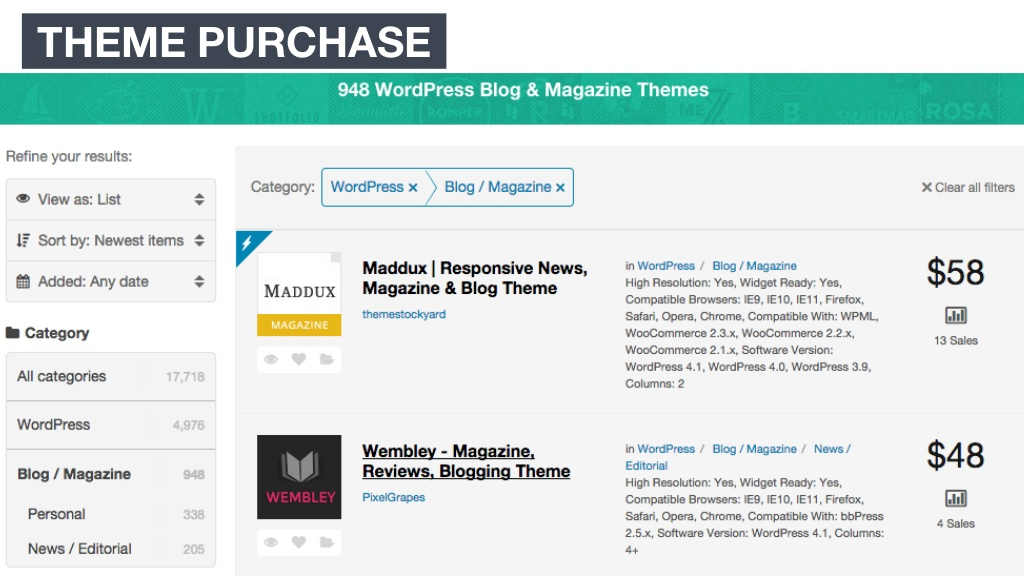 THEME PURCHASE
948 WordPress Blog & Magazine Themes
Refine your results:
View as: List
Sort by: Newest items
Added: Any date
Category
All categories 17,718
WordPress 4,976
Blog / Magazine 948
Personal 338
News / Editorial 205
Category: WordPress × Blog / Magazine ×
× Clear all filters
MADDUX
MAGAZINE
Maddux | Responsive News,
Magazine & Blog Theme
themestockyard
in WordPress / Blog / Magazine
High Resolution: Yes, Widget Ready: Yes,
Compatible Browsers: IE9, IE10, IE11, Firefox,
Safari, Opera, Chrome, Compatible With: WPML,
WooCommerce 2.3.x, WooCommerce 2.2.x,
WooCommerce 2.1.x, Software Version:
WordPress 4.1, WordPress 4.0, WordPress 3.9,
Columns: 2
$58
13 Sales
WEMBLEY
Wembley - Magazine,
Reviews, Blogging Theme
PixelGrapes
in WordPress / Blog / Magazine / News /
Editorial
High Resolution: Yes, Widget Ready: Yes,
Compatible Browsers: IE9, IE10, IE11, Firefox,
Safari, Opera, Chrome, Compatible With: bbPress
2.5.x, Software Version: WordPress 4.1, Columns:
4+
$48
4 Sales